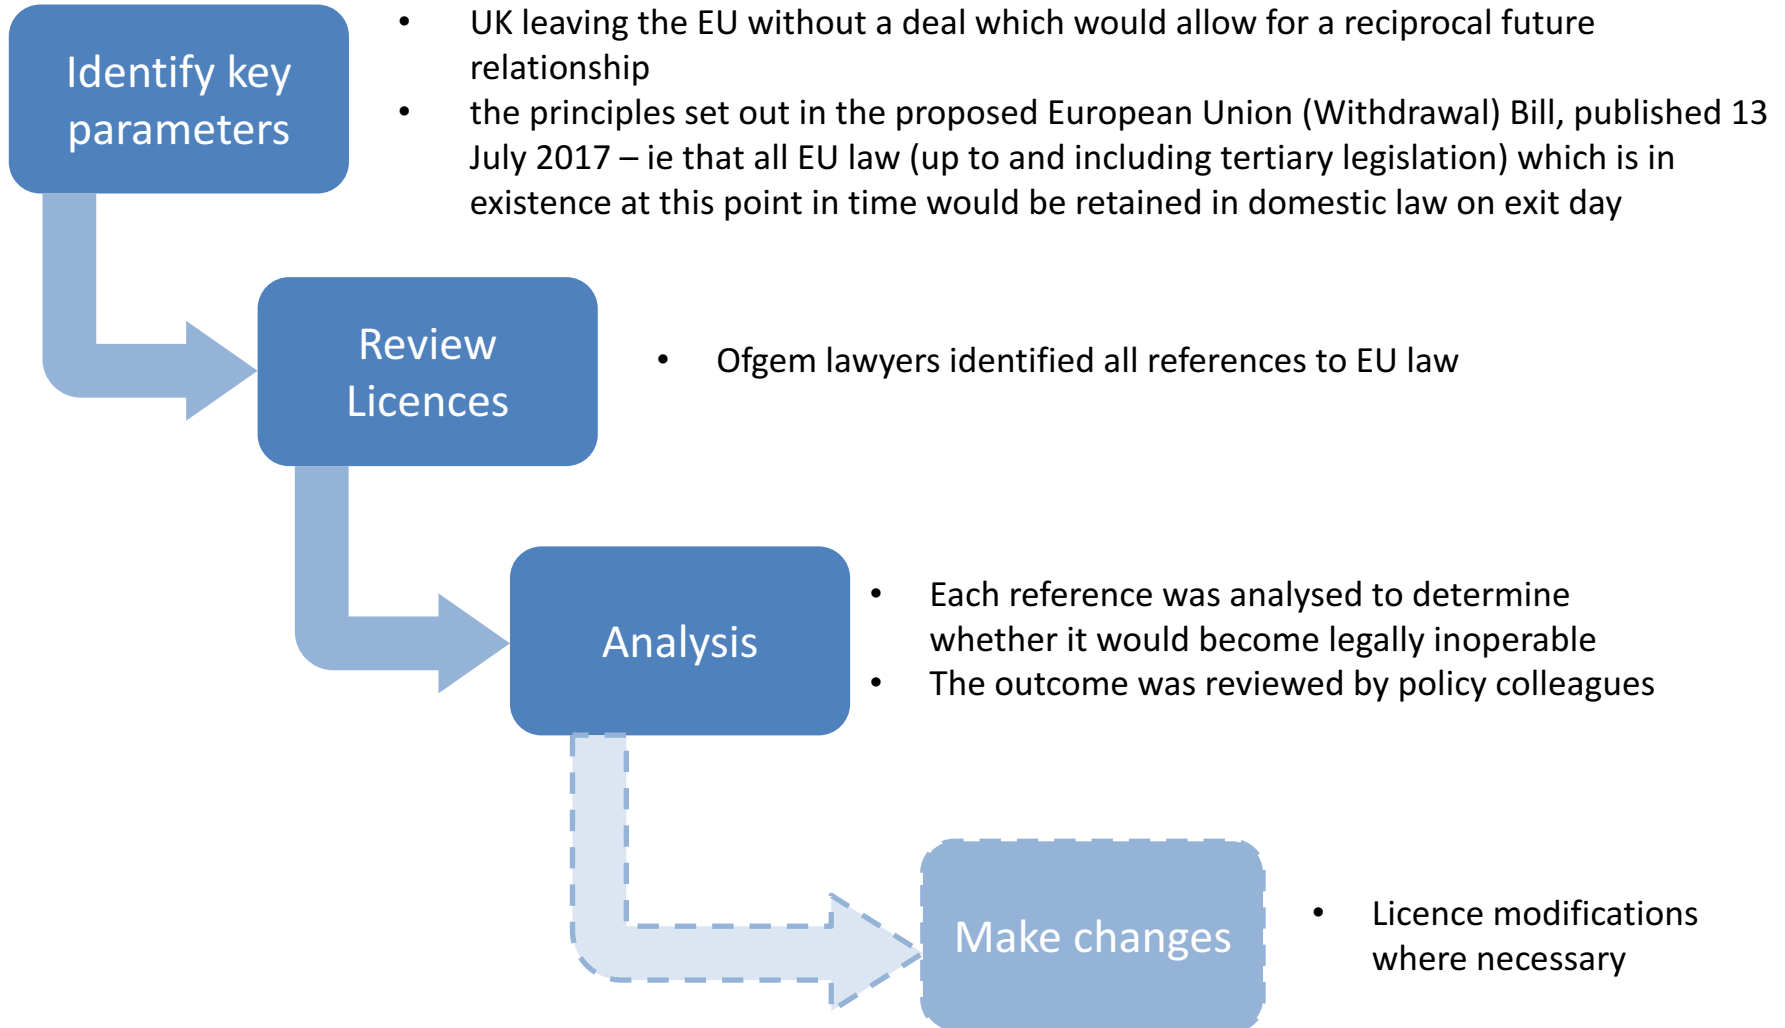 Identify key
parameters
• UK leaving the EU without a deal which would allow for a reciprocal future
relationship
• the principles set out in the proposed European Union (Withdrawal) Bill, published 13
July 2017 – ie that all EU law (up to and including tertiary legislation) which is in
existence at this point in time would be retained in domestic law on exit day
Review
Licences
• Ofgem lawyers identified all references to EU law
Analysis
• Each reference was analysed to determine
whether it would become legally inoperable
• The outcome was reviewed by policy colleagues
Make changes
• Licence modifications
where necessary